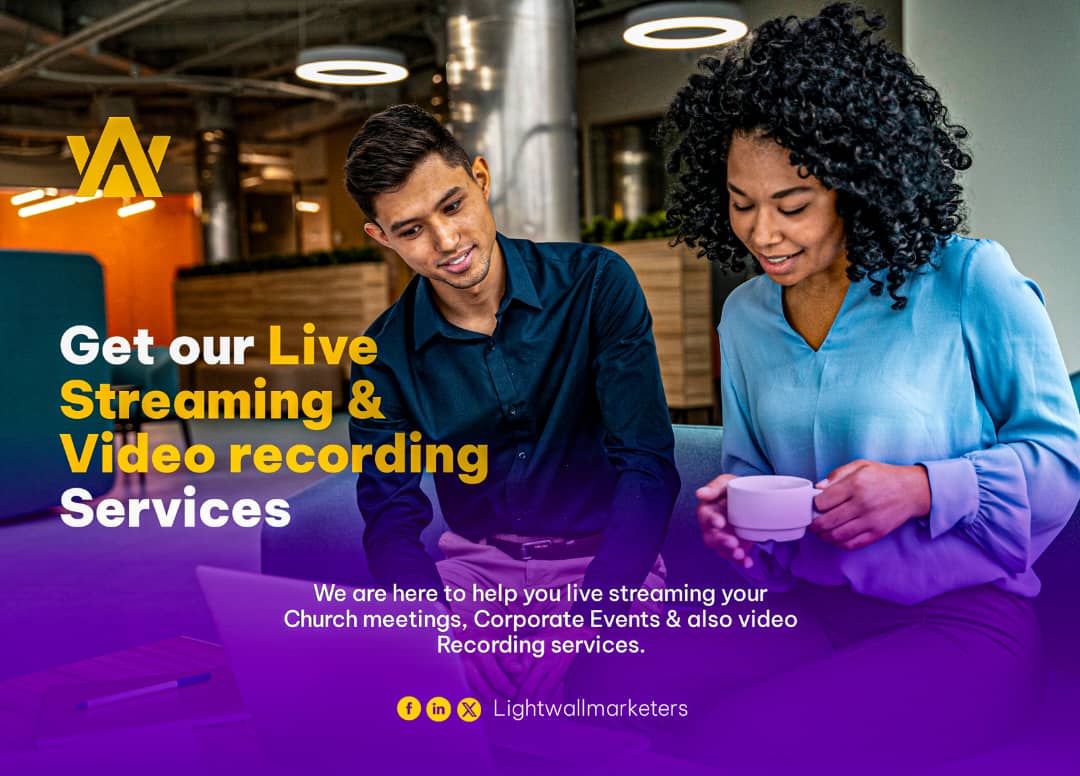 Get our Live
Streaming &
Video recording
Services
We are here to help you live streaming your
Church meetings, Corporate Events & also video
Recording services.
Lightwallmarketers